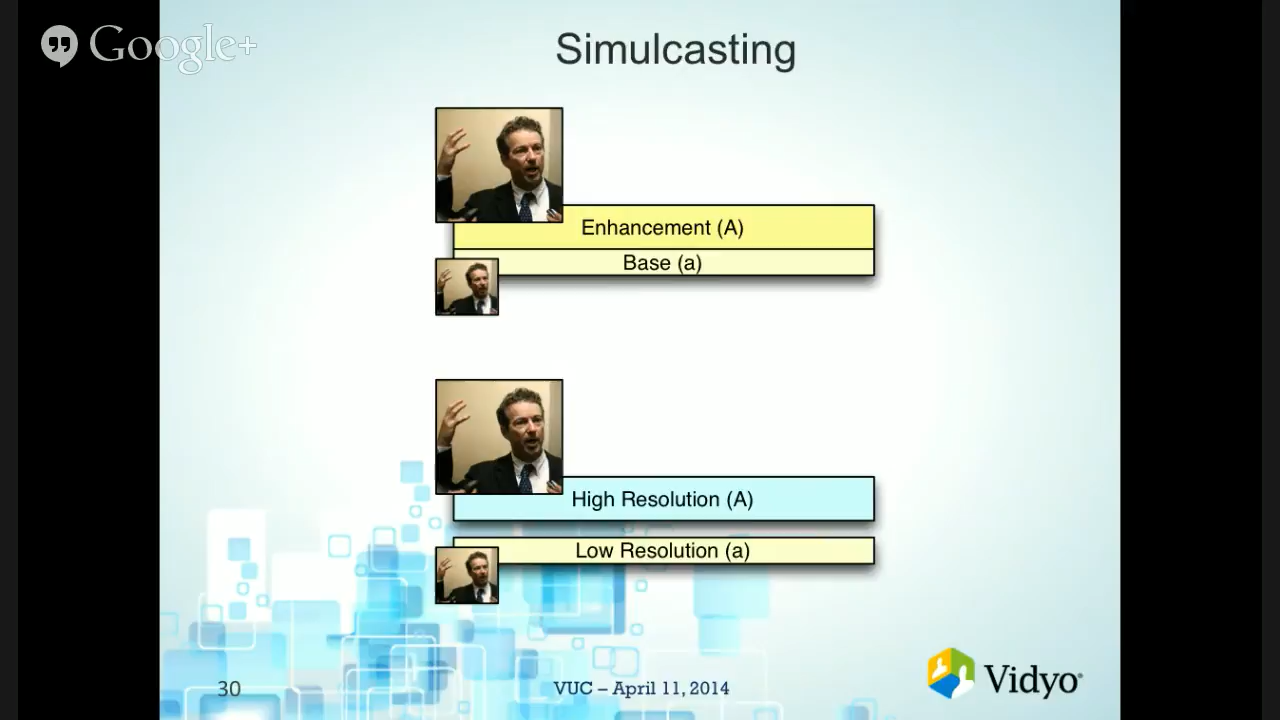 Google+
Simulcasting
Enhancement (A)
Base (a)
High Resolution (A)
Low Resolution (a)
30
VUC – April 11, 2014
Vidyo